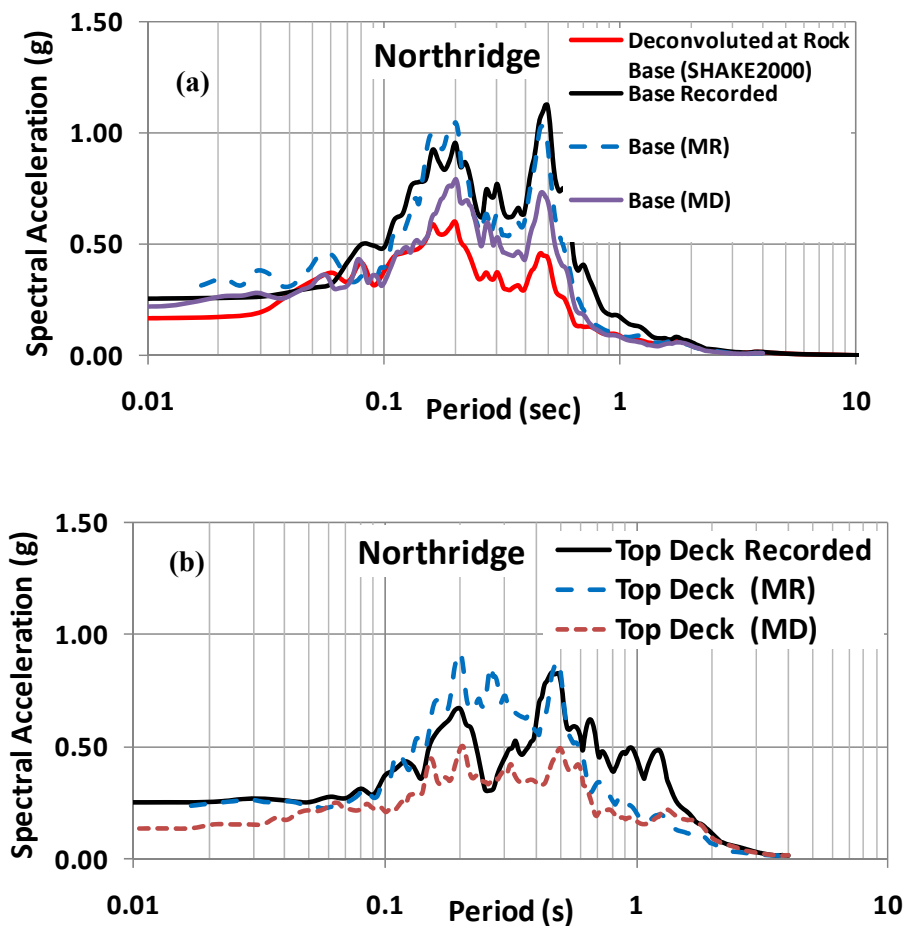 1.50
1.00
0.50
0.00
Spectral Acceleration (g)
(a)
Northridge
Deconvoluted at Rock
Base (SHAKE2000)
Base Recorded
Base (MR)
Base (MD)
0.01
0.1
1
10
Period (sec)
1.50
1.00
0.50
0.00
Spectral Acceleration (g)
(b)
Northridge
Top Deck Recorded
Top Deck (MR)
Top Deck (MD)
0.01
0.1
1
10
Period (s)